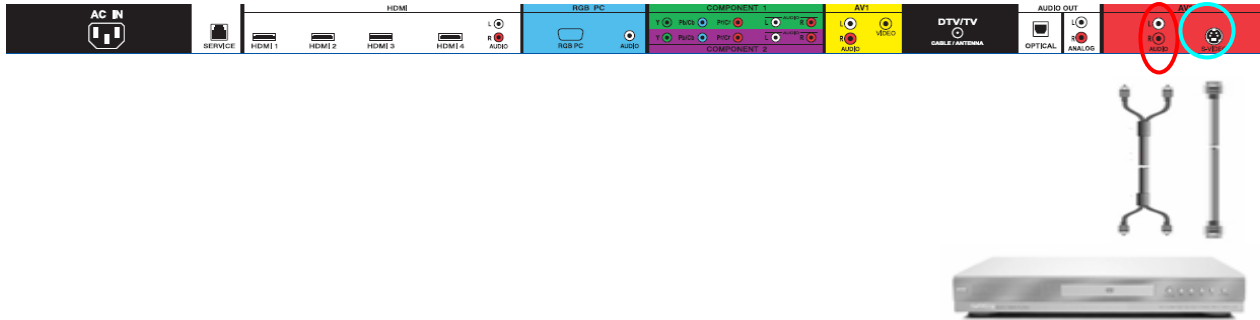 AC IN
SERVICE
HDMI
HDMI 1
HDMI 2
HDMI 3
HDMI 4
L
R
AUDIO
RGB PC
RGB PC
AUDIO
COMPONENT 1
Y Pb/Cb Pr/Cr L AUDIO R
Y Pb/Cb Pr/Cr L R
COMPONENT 2
AV1
L
R
AUDIO
VIDEO
DTV/TV
CABLE / ANTENNA
AUDIO OUT
OPTICAL
L
R
ANALOG
L
R
AUDIO
S-VIDEO